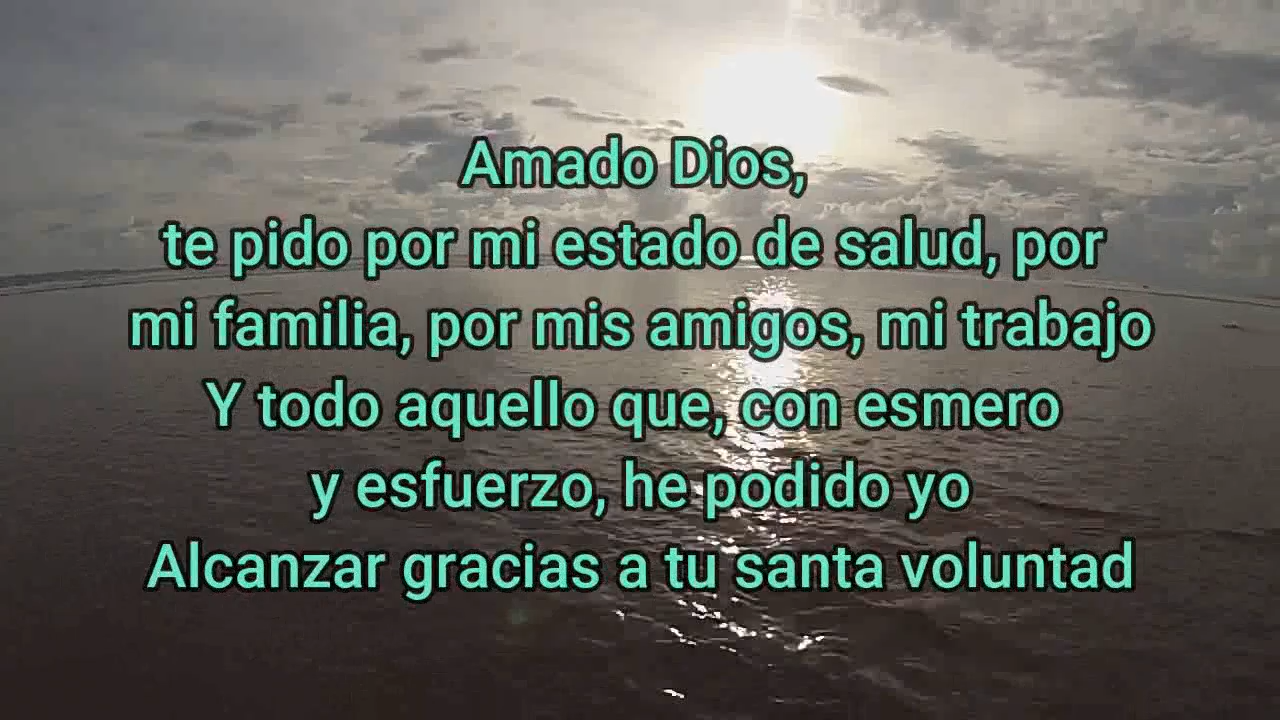 Amado Dios,
te pido por mi estado de salud, por
mi familia, por mis amigos, mi trabajo
Y todo aquello que, con esmero
y esfuerzo, he podido yo
Alcanzar gracias a tu santa voluntad